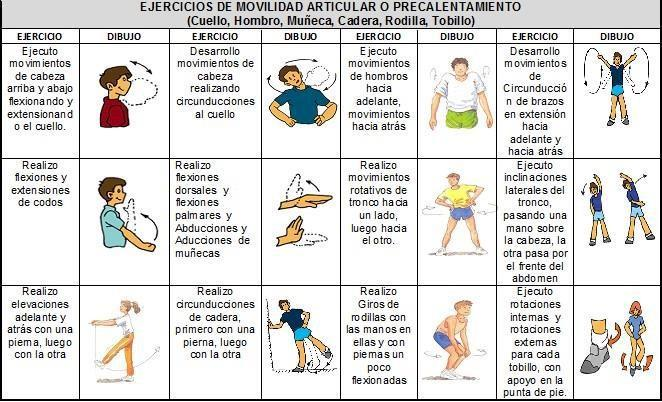 EJERCICIOS DE MOVILIDAD ARTICULAR O PRECALENTAMIENTO
(Cuello, Hombro, Muñeca, Cadera, Rodilla, Tobillo)
EJERCICIO DIBUJO EJERCICIO DIBUJO EJERCICIO DIBUJO EJERCICIO DIBUJO
Ejecuto
movimientos
de cabeza
arriba y abajo
flexionando y
extensionand
o el cuello.
Desarrollo
movimientos de
cabeza
realizando
circunducciones
al cuello
Ejecuto
movimientos
de hombros
hacia
adelante,
movimientos
hacia atrás
Desarrollo
movimientos
de
Circunducció
n de brazos
en extensión
hacia
adelante y
hacia atrás
Realizo
flexiones y
extensiones
de codos
Realizo
flexiones
dorsales y
flexiones
palmares y
Abducciones y
Aducciones de
muñecas
Realizo
movimientos
rotativos de
tronco hacia
un lado,
luego hacia
el otro.
Ejecuto
inclinaciones
laterales del
tronco,
pasando una
mano sobre
la cabeza, la
otra pasa por
el frente del
abdomen
Realizo
elevaciones
adelante y
atrás con una
pierna, luego
con la otra
Realizo
circunducciones
de cadera,
primero con una
pierna, luego
con la otra
Realizo
Giros de
rodillas con
las manos en
ellas y con
piernas un
poco
flexionadas
Ejecuto
rotaciones
internas y
rotaciones
externas
para cada
tobillo, con
apoyo en la
punta de pie.